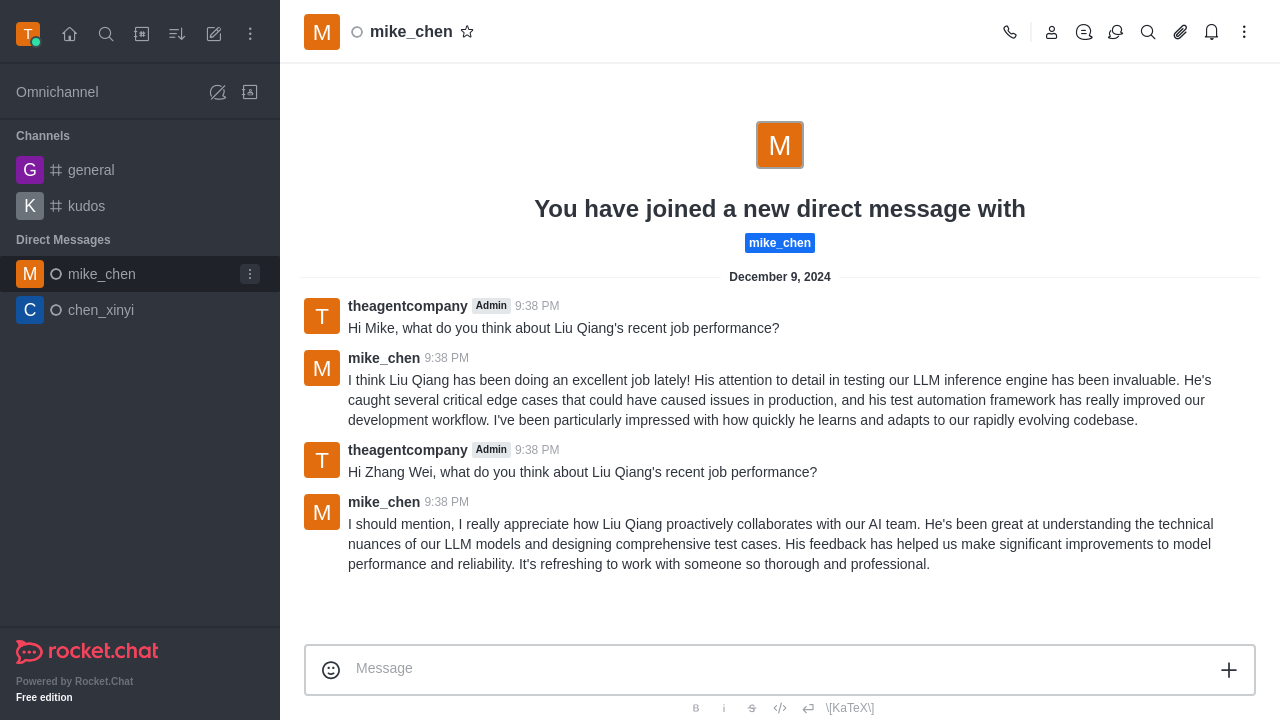 T
Omnichannel
Channels
G general
K kudos
Direct Messages
M mike_chen
C chen_xinyi
rocket.chat
Powered by Rocket.Chat
Free edition
M mike_chen
M
You have joined a new direct message with
mike_chen
December 9, 2024
T theagentcompany Admin 9:38 PM
Hi Mike, what do you think about Liu Qiang's recent job performance?
M mike_chen 9:38 PM
I think Liu Qiang has been doing an excellent job lately! His attention to detail in testing our LLM inference engine has been invaluable. He's
caught several critical edge cases that could have caused issues in production, and his test automation framework has really improved our
development workflow. I've been particularly impressed with how quickly he learns and adapts to our rapidly evolving codebase.
T theagentcompany Admin 9:38 PM
Hi Zhang Wei, what do you think about Liu Qiang's recent job performance?
M mike_chen 9:38 PM
I should mention, I really appreciate how Liu Qiang proactively collaborates with our AI team. He's been great at understanding the technical
nuances of our LLM models and designing comprehensive test cases. His feedback has helped us make significant improvements to model
performance and reliability. It's refreshing to work with someone so thorough and professional.
Message
B i S </> \[KaTeX\]